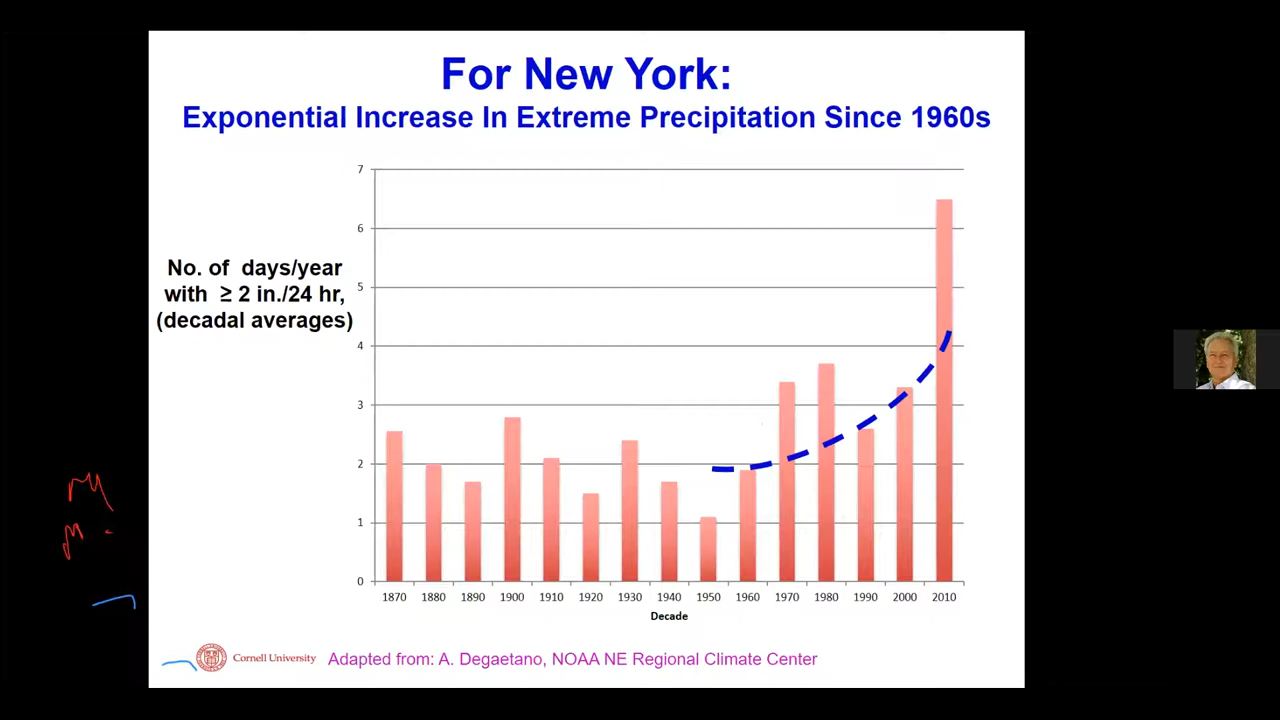 For New York:
Exponential Increase In Extreme Precipitation Since 1960s
No. of days/year
with ≥ 2 in./24 hr,
(decadal averages)
7
6
5
4
3
2
1
0
1870 1880 1890 1900 1910 1920 1930 1940 1950 1960 1970 1980 1990 2000 2010
Decade
Cornell University Adapted from: A. Degaetano, NOAA NE Regional Climate Center